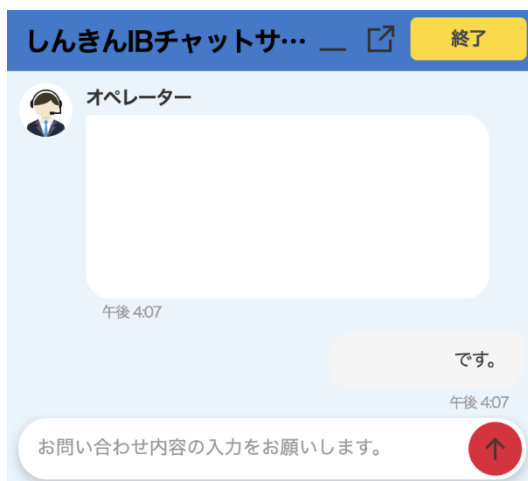 しんきんIBチャットサ…
終了
オペレーター
午後 4:07
です。
午後 4:07
お問い合わせ内容の入力をお願いします。